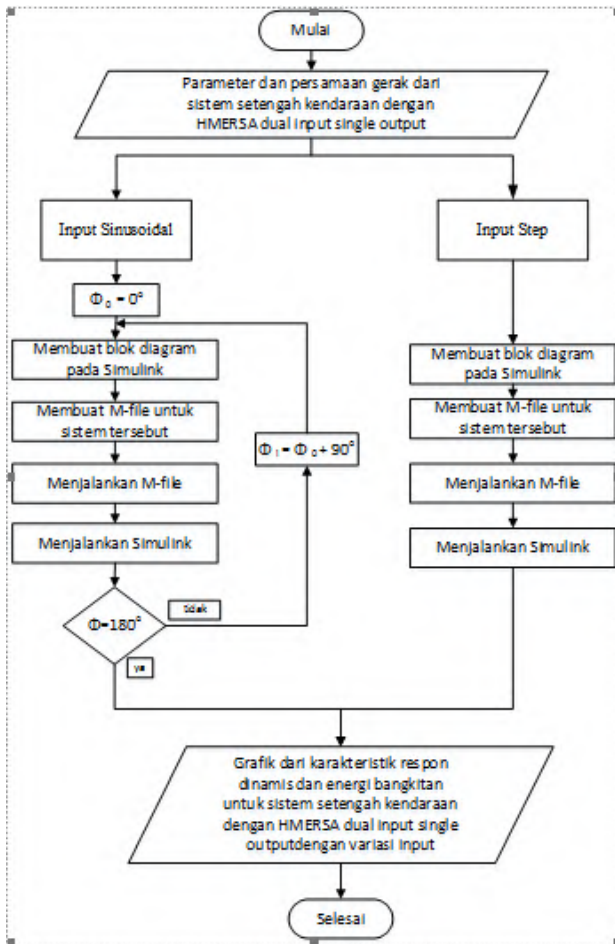 Mulai
Parameter dan persamaan gerak dari
sistem setengah kendaraan dengan
HMERSA dual input single output
Input Sinusoidal
Φ₀ = 0°
Membuat blok diagram
pada Simulink
Membuat M-file untuk
sistem tersebut
Menjalankan M-file
Menjalankan Simulink
Φ=180°
tidak
ya
Φ₁ = Φ₀ + 90°
Input Step
Membuat blok diagram
pada Simulink
Membuat M-file untuk
sistem tersebut
Menjalankan M-file
Menjalankan Simulink
Grafik dari karakteristik respon
dinamis dan energi bangkitan
untuk sistem setengah kendaraan
dengan HMERSA dual input single
outputdengan variasi input
Selesai